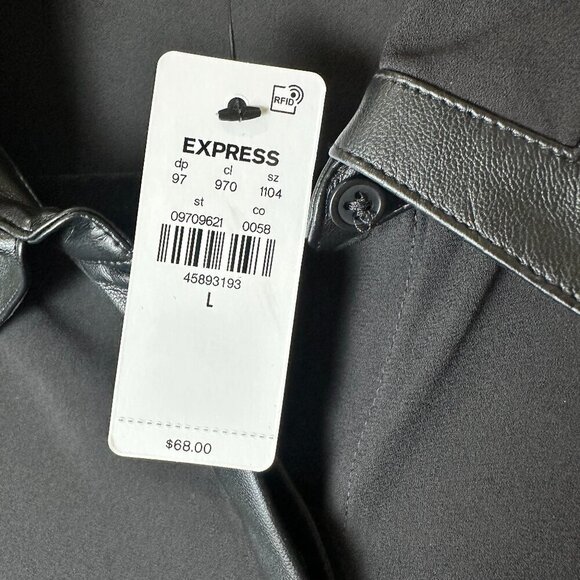 RFID
EXPRESS
dp cl sz
97 970 1104
st co
09709621 0058
45893193
L
$68.00